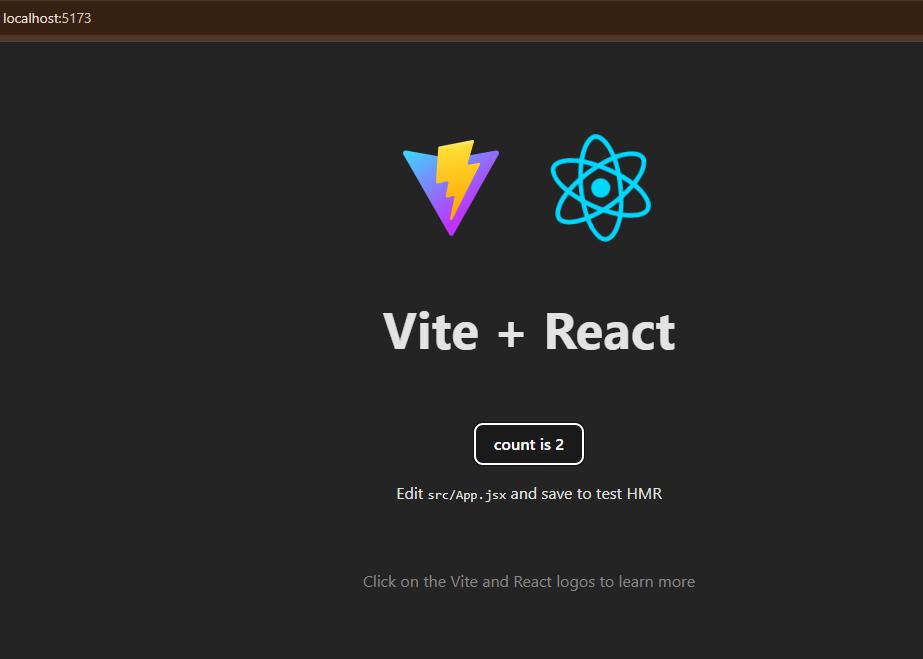 localhost:5173
Vite + React
count is 2
Edit src/App.jsx and save to test HMR
Click on the Vite and React logos to learn more